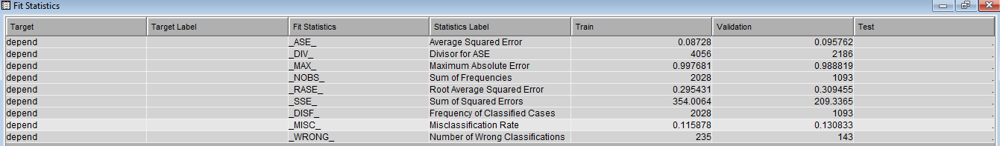 Fit Statistics
Target Target Label Fit Statistics Statistics Label Train Validation Test
depend _ASE_ Average Squared Error 0.08728 0.095762 .
depend _DIV_ Divisor for ASE 4056 2186 .
depend _MAX_ Maximum Absolute Error 0.997681 0.988819 .
depend _NOBS_ Sum of Frequencies 2028 1093 .
depend _RASE_ Root Average Squared Error 0.295431 0.309455 .
depend _SSE_ Sum of Squared Errors 354.0064 209.3365 .
depend _DISF_ Frequency of Classified Cases 2028 1093 .
depend _MISC_ Misclassification Rate 0.115878 0.130833 .
depend _WRONG_ Number of Wrong Classifications 235 143 .